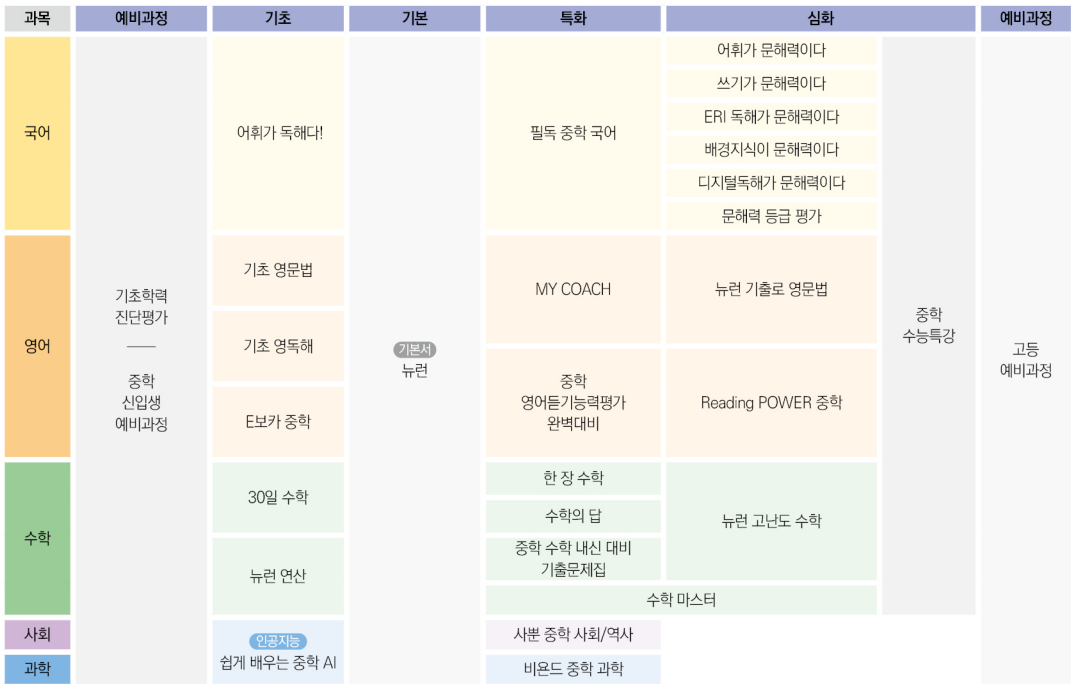 과목 예비과정 기초 기본 특화 심화 예비과정
국어
어휘가 독해다!
필독 중학 국어
어휘가 문해력이다
쓰기가 문해력이다
ERI 독해가 문해력이다
배경지식이 문해력이다
디지털독해가 문해력이다
문해력 등급 평가
기초학력
진단평가
중학
신입생
예비과정
영어
기초 영문법
기초 영독해
E보카 중학
기본서
뉴런
MY COACH
중학
영어듣기능력평가
완벽대비
뉴런 기출로 영문법
Reading POWER 중학
중학
수능특강
고등
예비과정
수학
30일 수학
뉴런 연산
한 장 수학
수학의 답
중학 수학 내신 대비
기출문제집
뉴런 고난도 수학
수학 마스터
사회
인공지능
쉽게 배우는 중학 AI
사뿐 중학 사회/역사
과학
비욘드 중학 과학